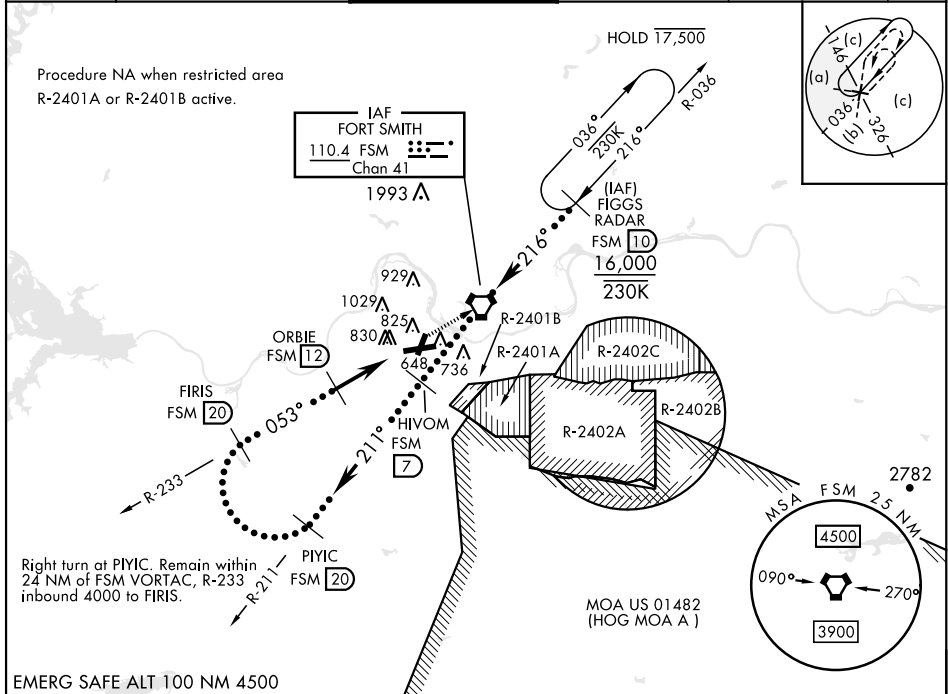 HOLD 17,500
Procedure NA when restricted area
R-2401A or R-2401B active.
IAF
FORT SMITH
110.4 FSM
Chan 41
1993
036°
230K
216°
R-036
(IAF)
FIGGS
RADAR
FSM 10
16,000
230K
216°
146
(c)
(a)
(c)
036
(b)
326
929
1029
825
830
648
736
ORBIE
FSM 12
FIRIS
FSM 20
053°
R-233
HIVOM
FSM
7
211°
R-2401B
R-2401A
R-2402C
R-2402B
R-2402A
2782
MSA FSM 25 NM
4500
090°
270°
3900
PIYIC
FSM 20
R-211
Right turn at PIYIC. Remain within
24 NM of FSM VORTAC, R-233
inbound 4000 to FIRIS.
MOA US 01482
(HOG MOA A )
EMERG SAFE ALT 100 NM 4500